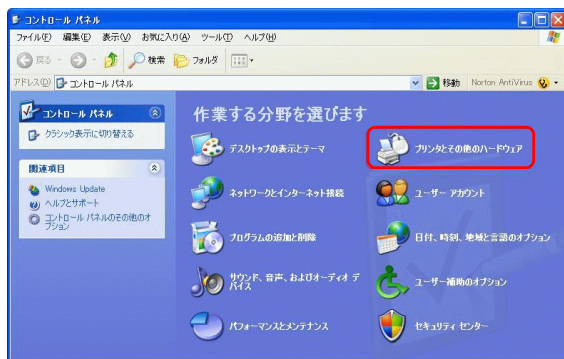 コントロール パネル
ファイル(F) 編集(E) 表示(V) お気に入り(A) ツール(T) ヘルプ(H)
戻る 検索 フォルダ
アドレス(D) コントロール パネル 移動 Norton AntiVirus
コントロール パネル
クラシック表示に切り替える
関連項目
Windows Update
ヘルプとサポート
コントロール パネルのその他のオ
プション
作業する分野を選びます
デスクトップの表示とテーマ
プリンタとその他のハードウェア
ネットワークとインターネット接続
ユーザー アカウント
プログラムの追加と削除
日付、時刻、地域と言語のオプション
サウンド、音声、およびオーディオ デ
バイス
ユーザー補助のオプション
パフォーマンスとメンテナンス
セキュリティ センター